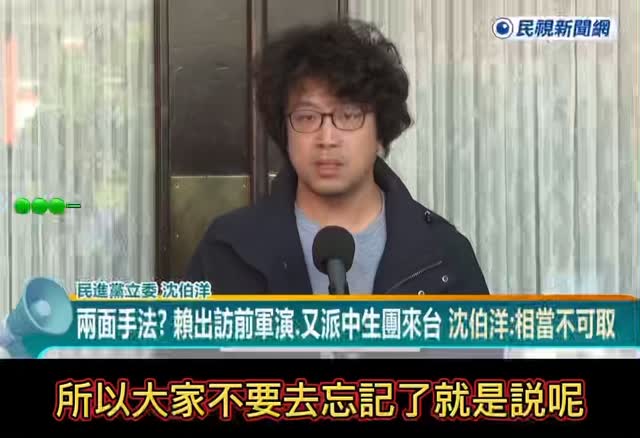 民視新聞網
民進黨立委 沈伯洋
兩面手法? 賴出訪前軍演、又派中生團來台 沈伯洋:相當不可取
所以大家不要去忘記了就是説呢